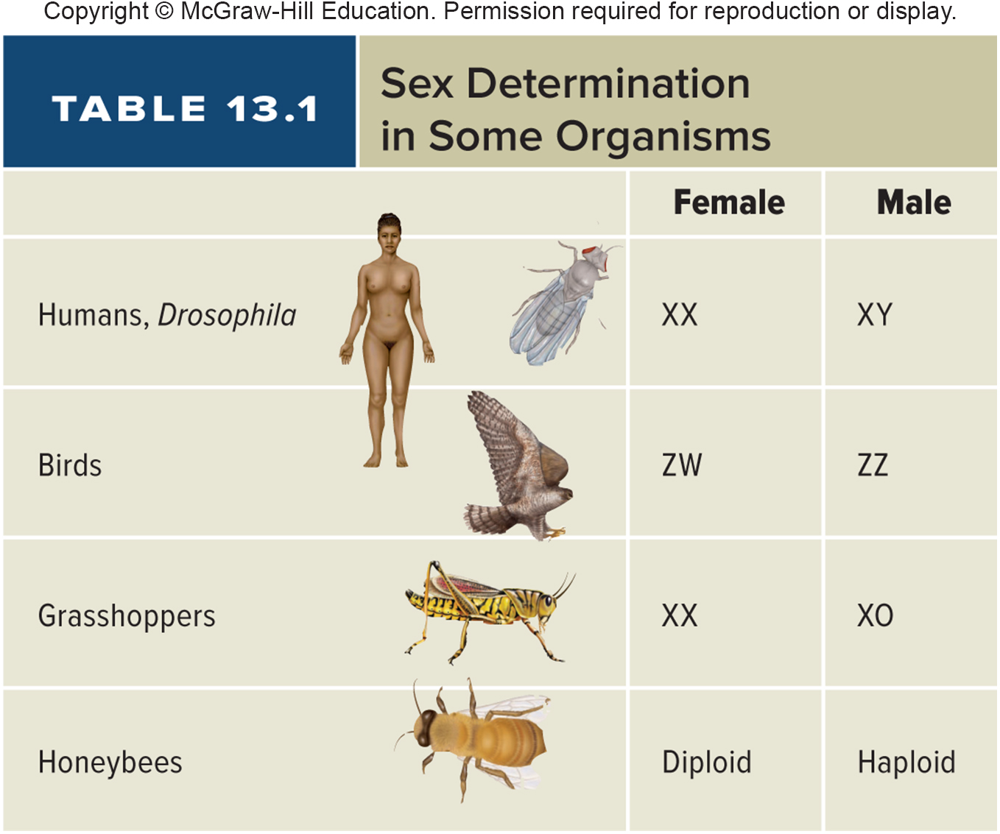 Copyright © McGraw-Hill Education. Permission required for reproduction or display.
TABLE 13.1
Sex Determination
in Some Organisms
Female Male
Humans, Drosophila XX XY
Birds ZW ZZ
Grasshoppers XX XO
Honeybees Diploid Haploid